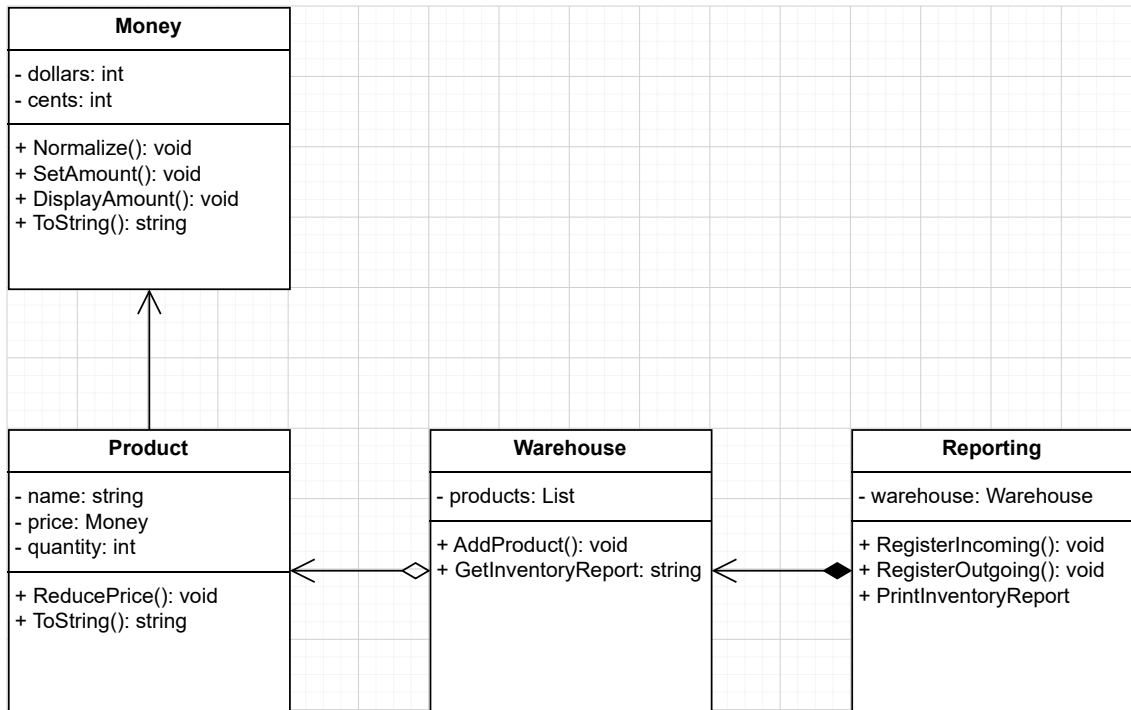 Money
- dollars: int
- cents: int
+ Normalize(): void
+ SetAmount(): void
+ DisplayAmount(): void
+ ToString(): string
Product
- name: string
- price: Money
- quantity: int
+ ReducePrice(): void
+ ToString(): string
Warehouse
- products: List
+ AddProduct(): void
+ GetInventoryReport: string
Reporting
- warehouse: Warehouse
+ RegisterIncoming(): void
+ RegisterOutgoing(): void
+ PrintInventoryReport